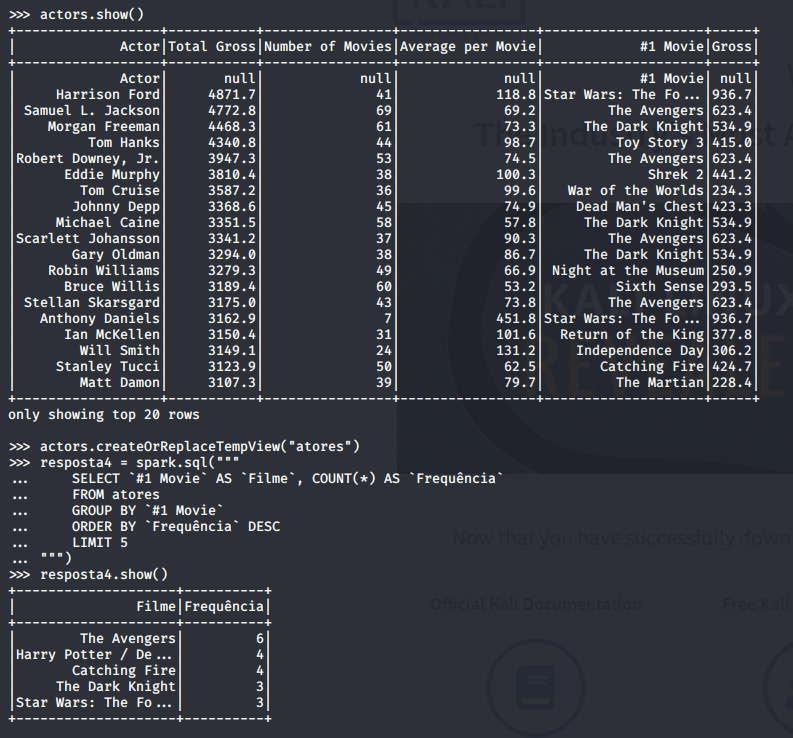 >>> actors.show()
+-----------------+-----------+----------------+-----------------+--------------------+-----+
|            Actor|Total Gross|Number of Movies|Average per Movie|            #1 Movie|Gross|
+-----------------+-----------+----------------+-----------------+--------------------+-----+
|            Actor|       null|            null|             null|            #1 Movie| null|
|    Harrison Ford|     4871.7|              41|            118.8|Star Wars: The Fo...|936.7|
|Samuel L. Jackson|     4772.8|              69|             69.2|        The Avengers|623.4|
|   Morgan Freeman|     4468.3|              61|             73.3|     The Dark Knight|534.9|
|        Tom Hanks|     4340.8|              44|             98.7|         Toy Story 3|415.0|
|Robert Downey, Jr.|     3947.3|              53|             74.5|        The Avengers|623.4|
|     Eddie Murphy|     3810.4|              38|            100.3|             Shrek 2|441.2|
|       Tom Cruise|     3587.2|              36|             99.6|   War of the Worlds|234.3|
|      Johnny Depp|     3368.6|              45|             74.9|    Dead Man's Chest|423.3|
|    Michael Caine|     3351.5|              58|             57.8|     The Dark Knight|534.9|
|Scarlett Johansson|     3341.2|              37|             90.3|        The Avengers|623.4|
|      Gary Oldman|     3294.0|              38|             86.7|     The Dark Knight|534.9|
|   Robin Williams|     3279.3|              49|             66.9| Night at the Museum|250.9|
|     Bruce Willis|     3189.4|              60|             53.2|         Sixth Sense|293.5|
| Stellan Skarsgard|     3175.0|              43|             73.8|        The Avengers|623.4|
|  Anthony Daniels|     3162.9|               7|            451.8|Star Wars: The Fo...|936.7|
|     Ian McKellen|     3150.4|              31|            101.6|  Return of the King|377.8|
|       Will Smith|     3149.1|              24|            131.2|    Independence Day|306.2|
|    Stanley Tucci|     3123.9|              50|             62.5|       Catching Fire|424.7|
|       Matt Damon|     3107.3|              39|             79.7|         The Martian|228.4|
+-----------------+-----------+----------------+-----------------+--------------------+-----+
only showing top 20 rows
>>> actors.createOrReplaceTempView("atores")
>>> resposta4 = spark.sql("""
...     SELECT `#1 Movie` AS `Filme`, COUNT(*) AS `Frequência`
...     FROM atores
...     GROUP BY `#1 Movie`
...     ORDER BY `Frequência` DESC
...     LIMIT 5
... """)
>>> resposta4.show()
+--------------------+----------+
|               Filme|Frequência|
+--------------------+----------+
|        The Avengers|         6|
|Harry Potter / De...|         4|
|       Catching Fire|         4|
|     The Dark Knight|         3|
|Star Wars: The Fo...|         3|
+--------------------+----------+
Now that you have successfully down
Official Kali Documentation
Free Kali